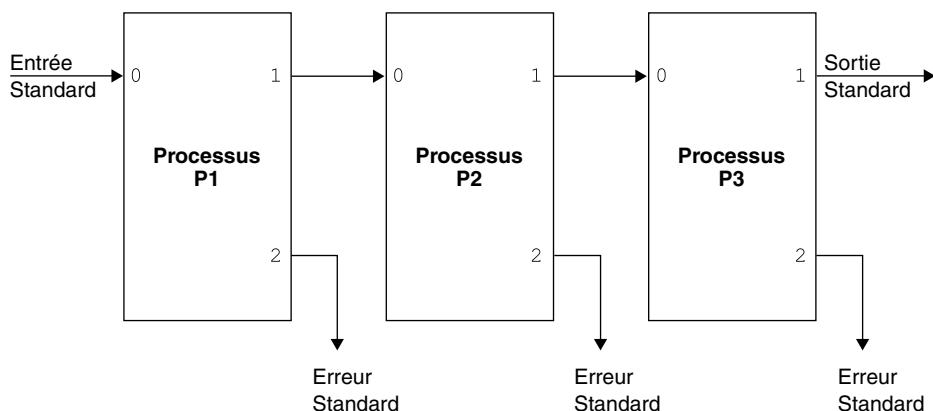 Entrée
Standard
0
1
0
1
0
1
Sortie
Standard
Processus
P1
Processus
P2
Processus
P3
2
2
2
Erreur
Standard
Erreur
Standard
Erreur
Standard